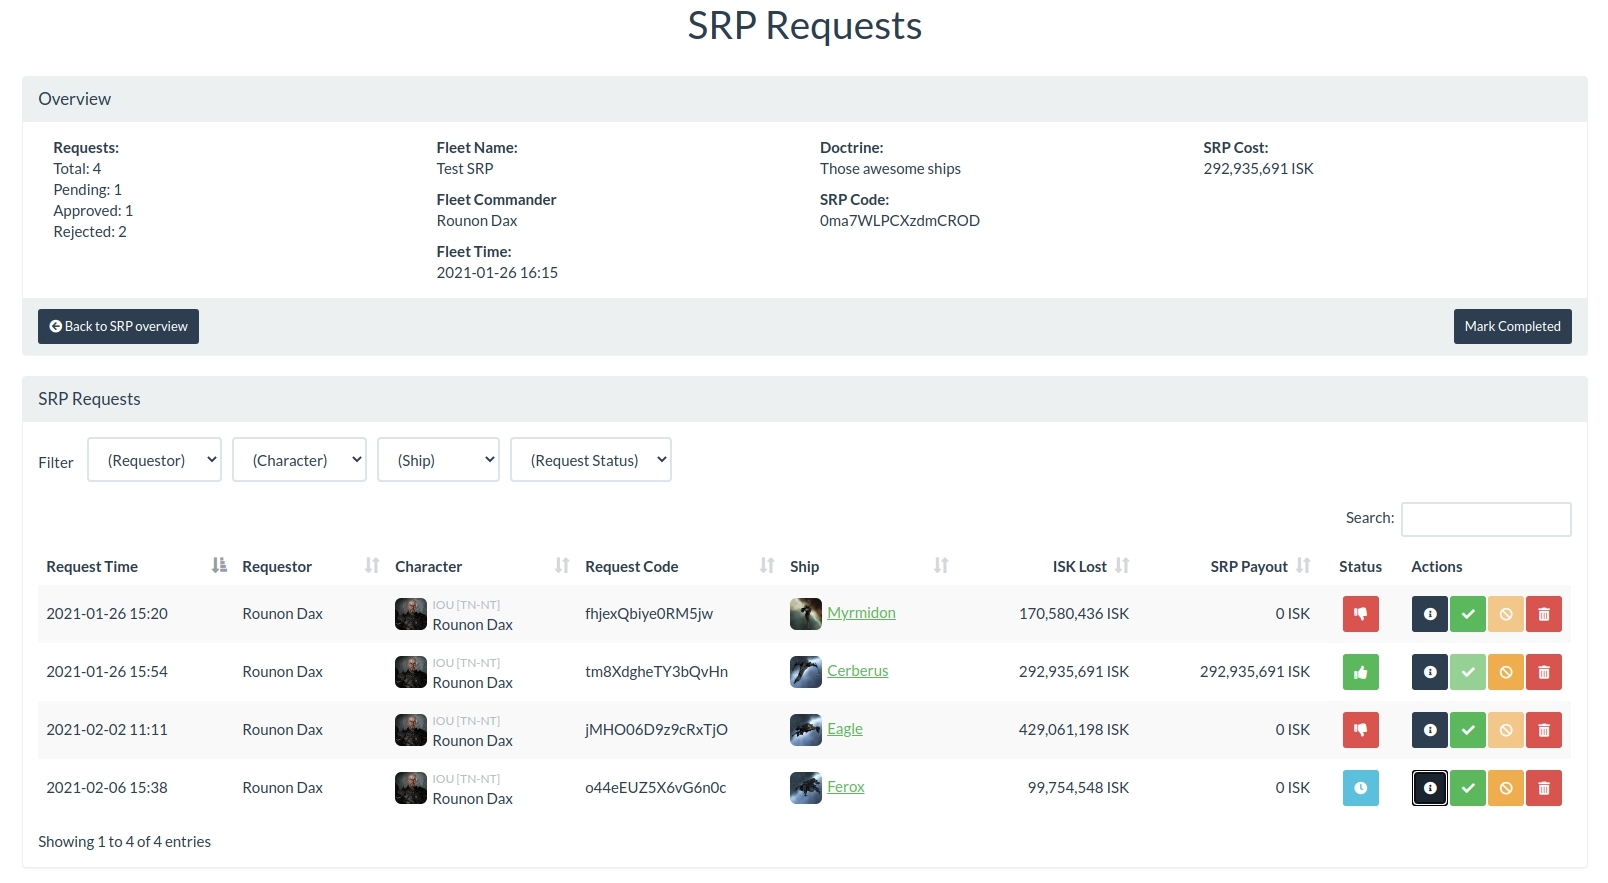 SRP Requests
Overview
Requests:
Total: 4
Pending: 1
Approved: 1
Rejected: 2
Fleet Name:
Test SRP
Fleet Commander
Rounon Dax
Fleet Time:
2021-01-26 16:15
Doctrine:
Those awesome ships
SRP Code:
0ma7WLPCXzdmCROD
SRP Cost:
292,935,691 ISK
Back to SRP overview
Mark Completed
SRP Requests
Filter (Requestor) (Character) (Ship) (Request Status)
Search:
Request Time Requestor Character Request Code Ship ISK Lost SRP Payout Status Actions
IOU [TN-NT]
2021-01-26 15:20 Rounon Dax Rounon Dax fhjexQbiye0RM5jw Myrmidon 170,580,436 ISK 0 ISK
IOU [TN-NT]
2021-01-26 15:54 Rounon Dax Rounon Dax tm8XdgheTY3bQvHn Cerberus 292,935,691 ISK 292,935,691 ISK
IOU [TN-NT]
2021-02-02 11:11 Rounon Dax Rounon Dax jMHO06D9z9cRxTjO Eagle 429,061,198 ISK 0 ISK
IOU [TN-NT]
2021-02-06 15:38 Rounon Dax Rounon Dax o44eEUZ5X6vG6n0c Ferox 99,754,548 ISK 0 ISK
Showing 1 to 4 of 4 entries